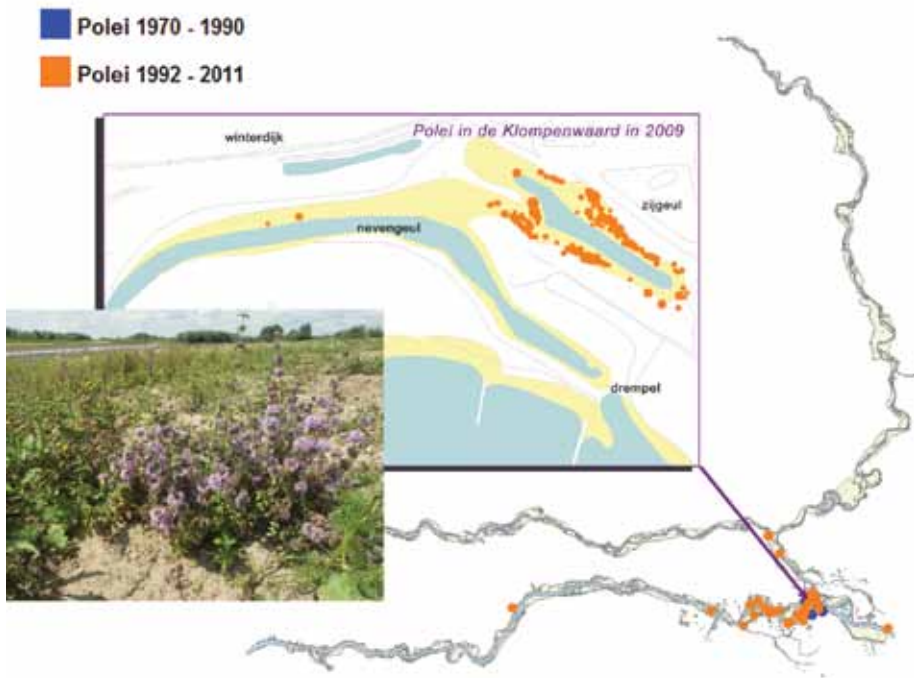 Polei 1970 - 1990
Polei 1992 - 2011
Polei in de Klompenwaard in 2009
winterdijk
zijgeul
nevengeul
drempel